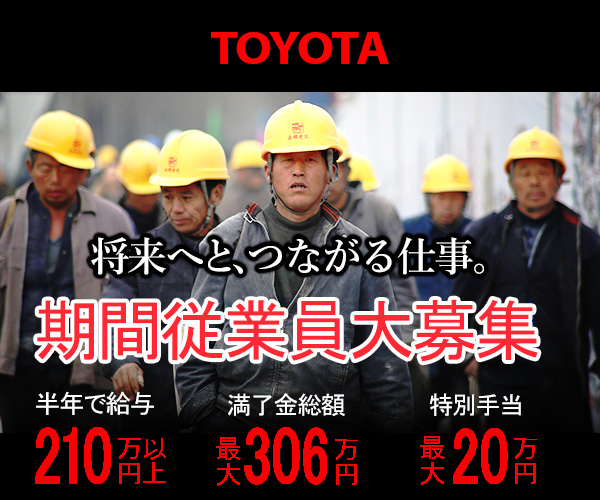 TOYOTA
将来へと、つながる仕事。
期間従業員大募集
半年で給与 満了金総額 特別手当
210万円以上 最大306万円 最大20万円